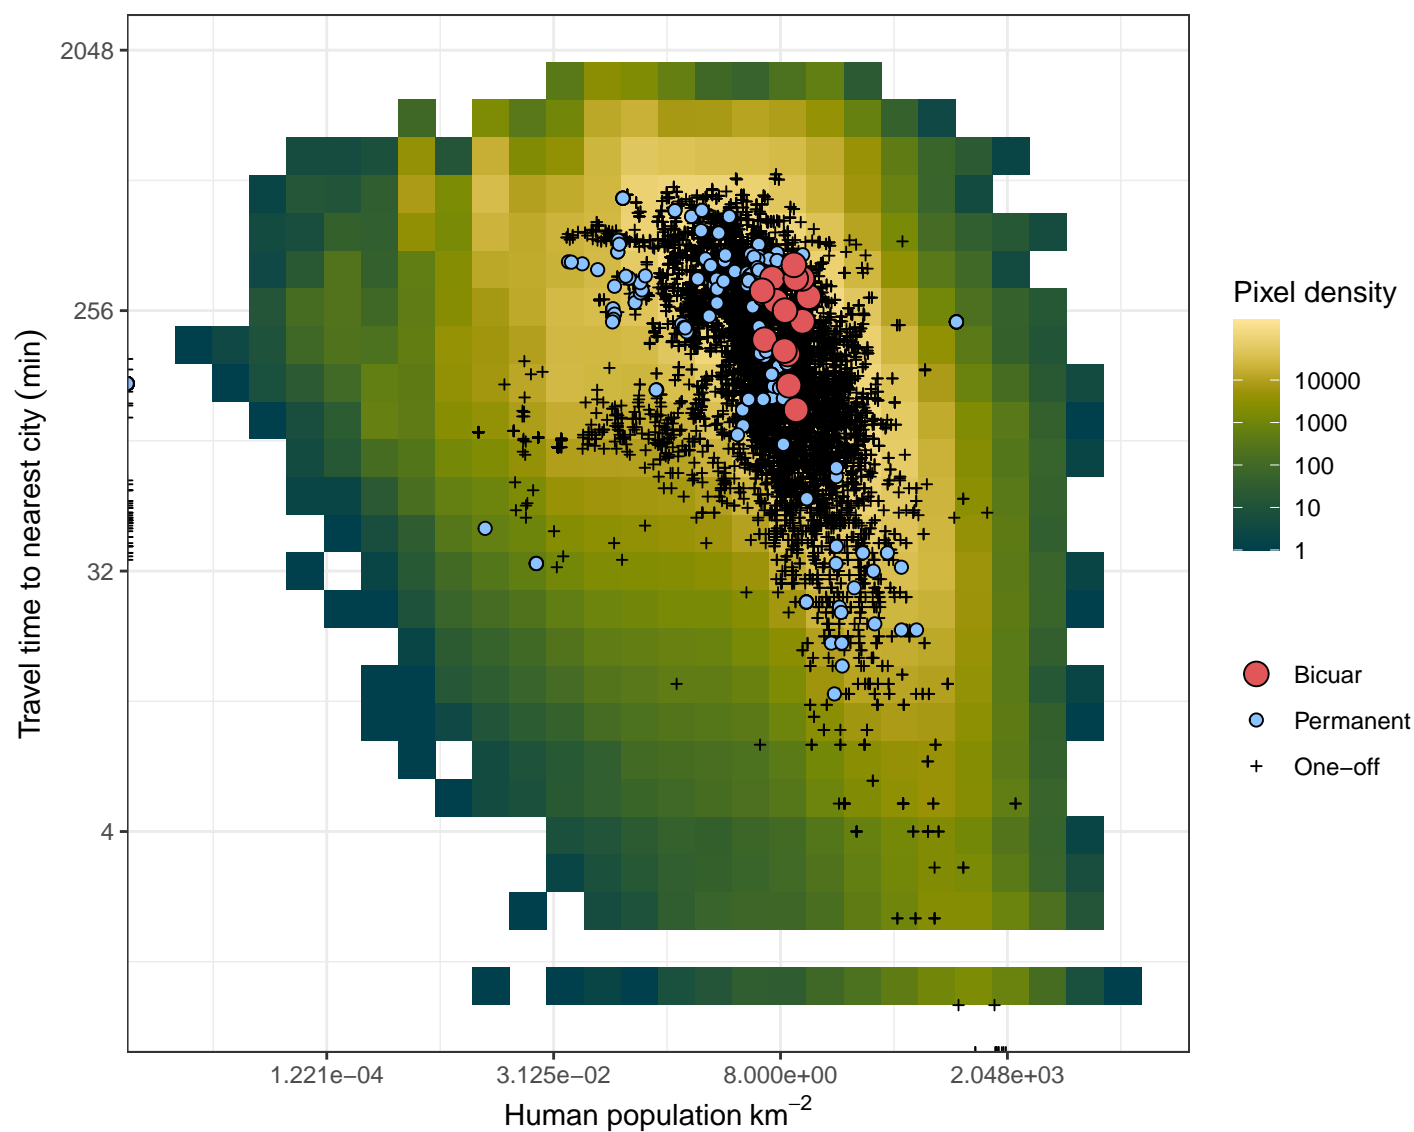 Travel time to nearest city (min)
2048
256
32
4
1.221e−04
3.125e−02
8.000e+00
2.048e+03
Human population km−2
Pixel density
10000
1000
100
10
1
Bicuar
Permanent
One−off